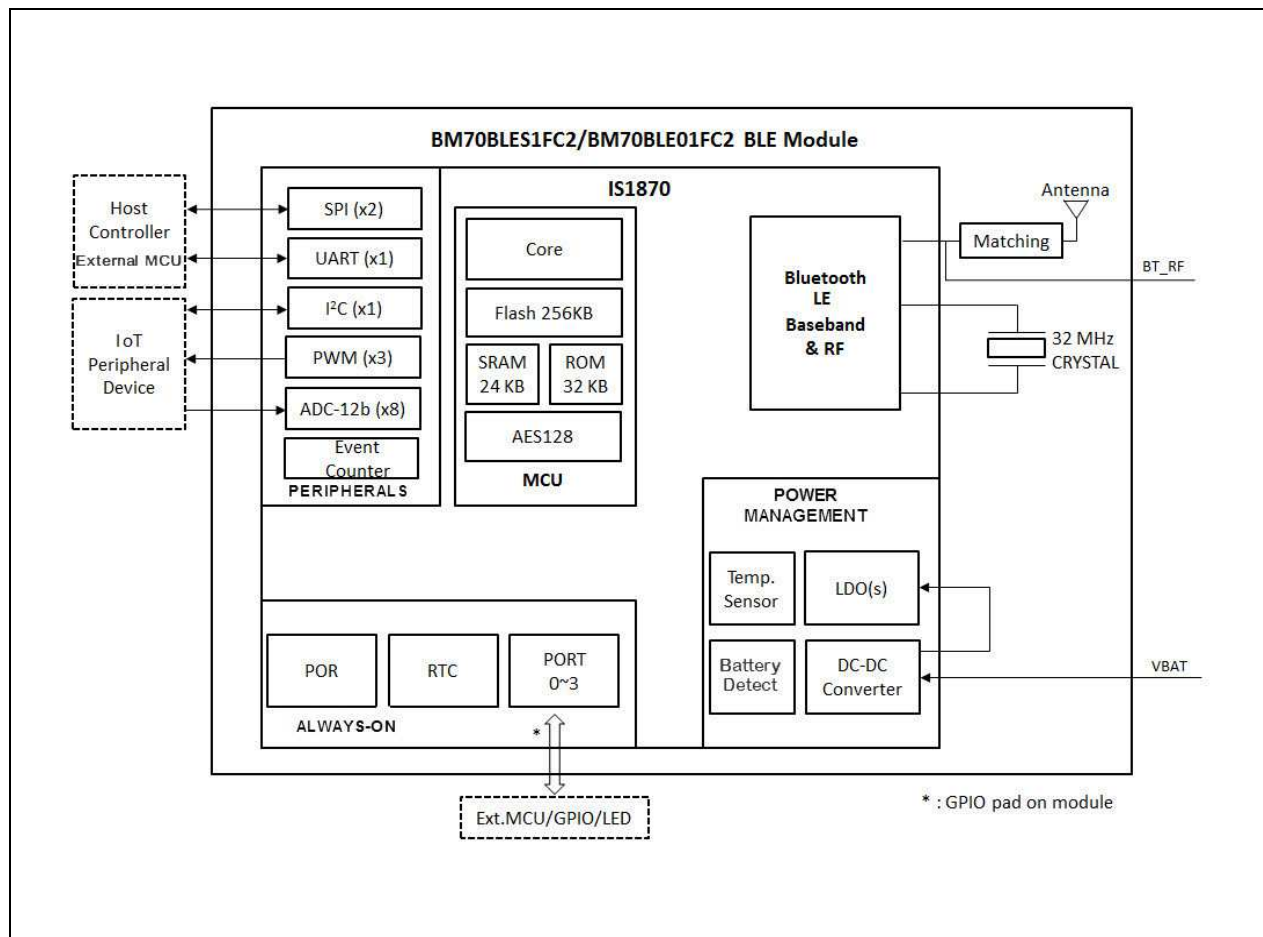 BM70BLES1FC2/BM70BLE01FC2 BLE Module
IS1870
Host
Controller
External MCU
IoT
Peripheral
Device
SPI (x2)
UART (x1)
I²C (x1)
PWM (x3)
ADC-12b (x8)
Event
Counter
PERIPHERALS
Core
Flash 256KB
SRAM
24 KB
ROM
32 KB
AES128
MCU
Bluetooth
LE
Baseband
& RF
Antenna
Matching
BT_RF
32 MHz
CRYSTAL
POWER
MANAGEMENT
Temp.
Sensor
LDO(s)
Battery
Detect
DC-DC
Converter
VBAT
POR
RTC
PORT
0~3
ALWAYS-ON
*
Ext.MCU/GPIO/LED
* : GPIO pad on module